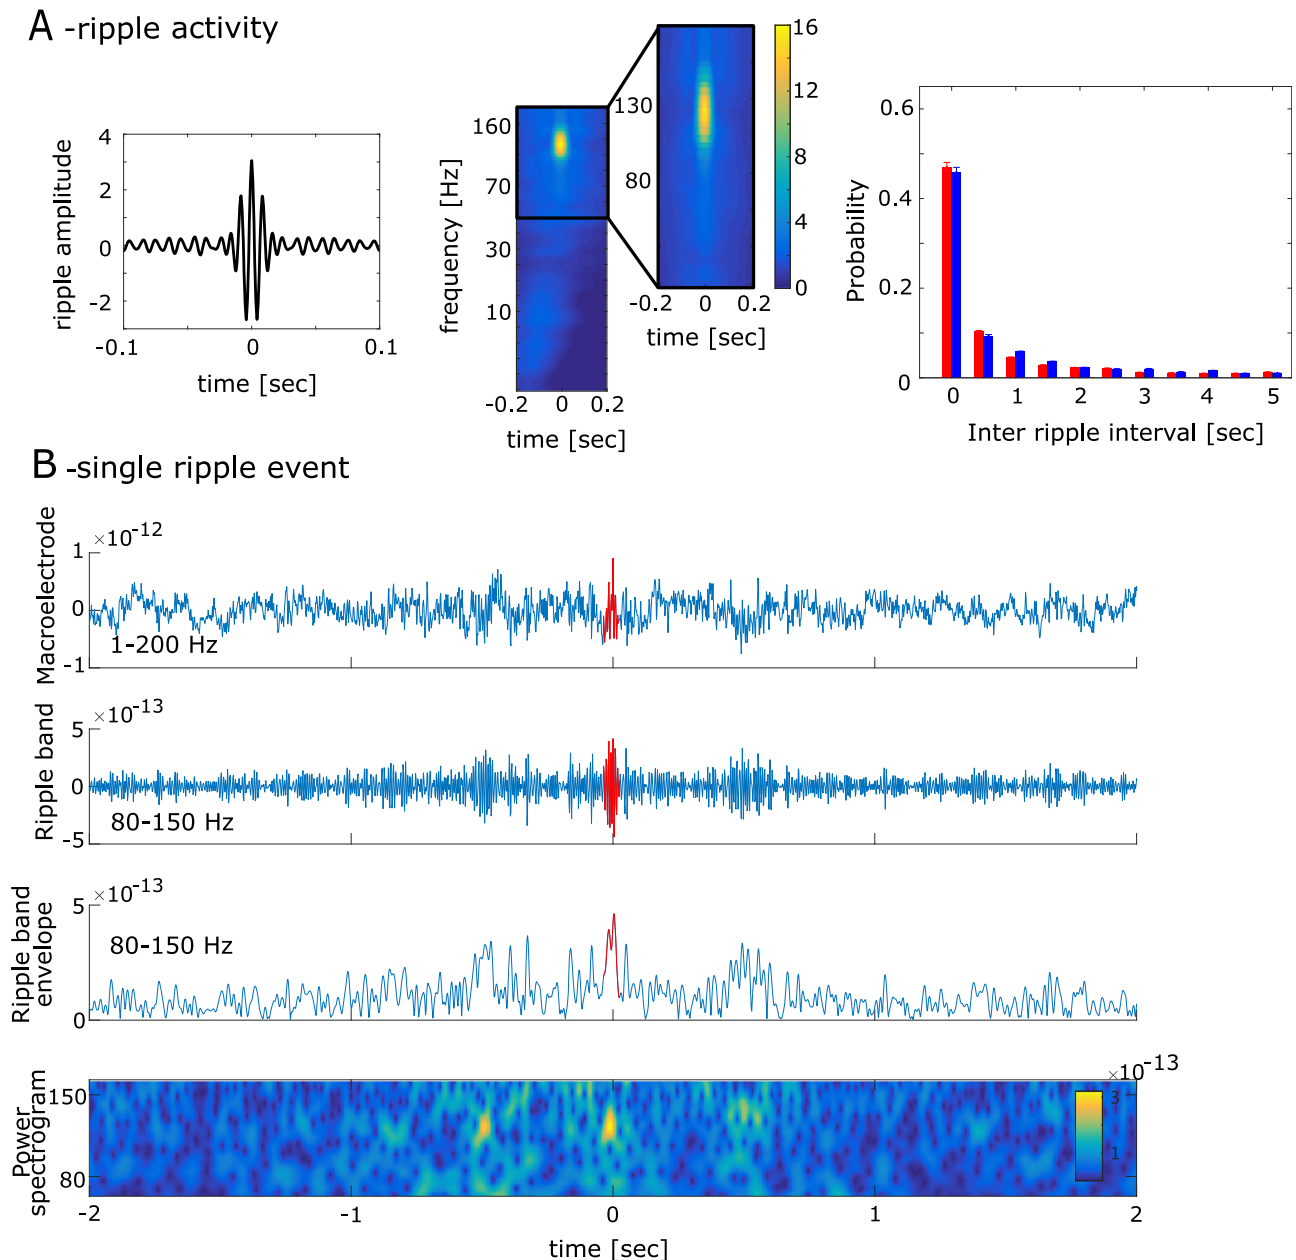 A -ripple activity
ripple amplitude
4
2
0
-2
-0.1
0
0.1
time [sec]
frequency [Hz]
160
70
30
10
-0.2
0
0.2
time [sec]
130
80
-0.2
0
0.2
time [sec]
16
12
8
4
0
Probability
0.6
0.4
0.2
0
0
1
2
3
4
5
Inter ripple interval [sec]
B -single ripple event
Macroelectrode
×10-12
1
0
-1
1-200 Hz
Ripple band
×10-13
5
0
-5
80-150 Hz
Ripple band
envelope
×10-13
5
0
80-150 Hz
Power
spectrogram
150
80
×10-13
3
1
-2
-1
0
1
2
time [sec]